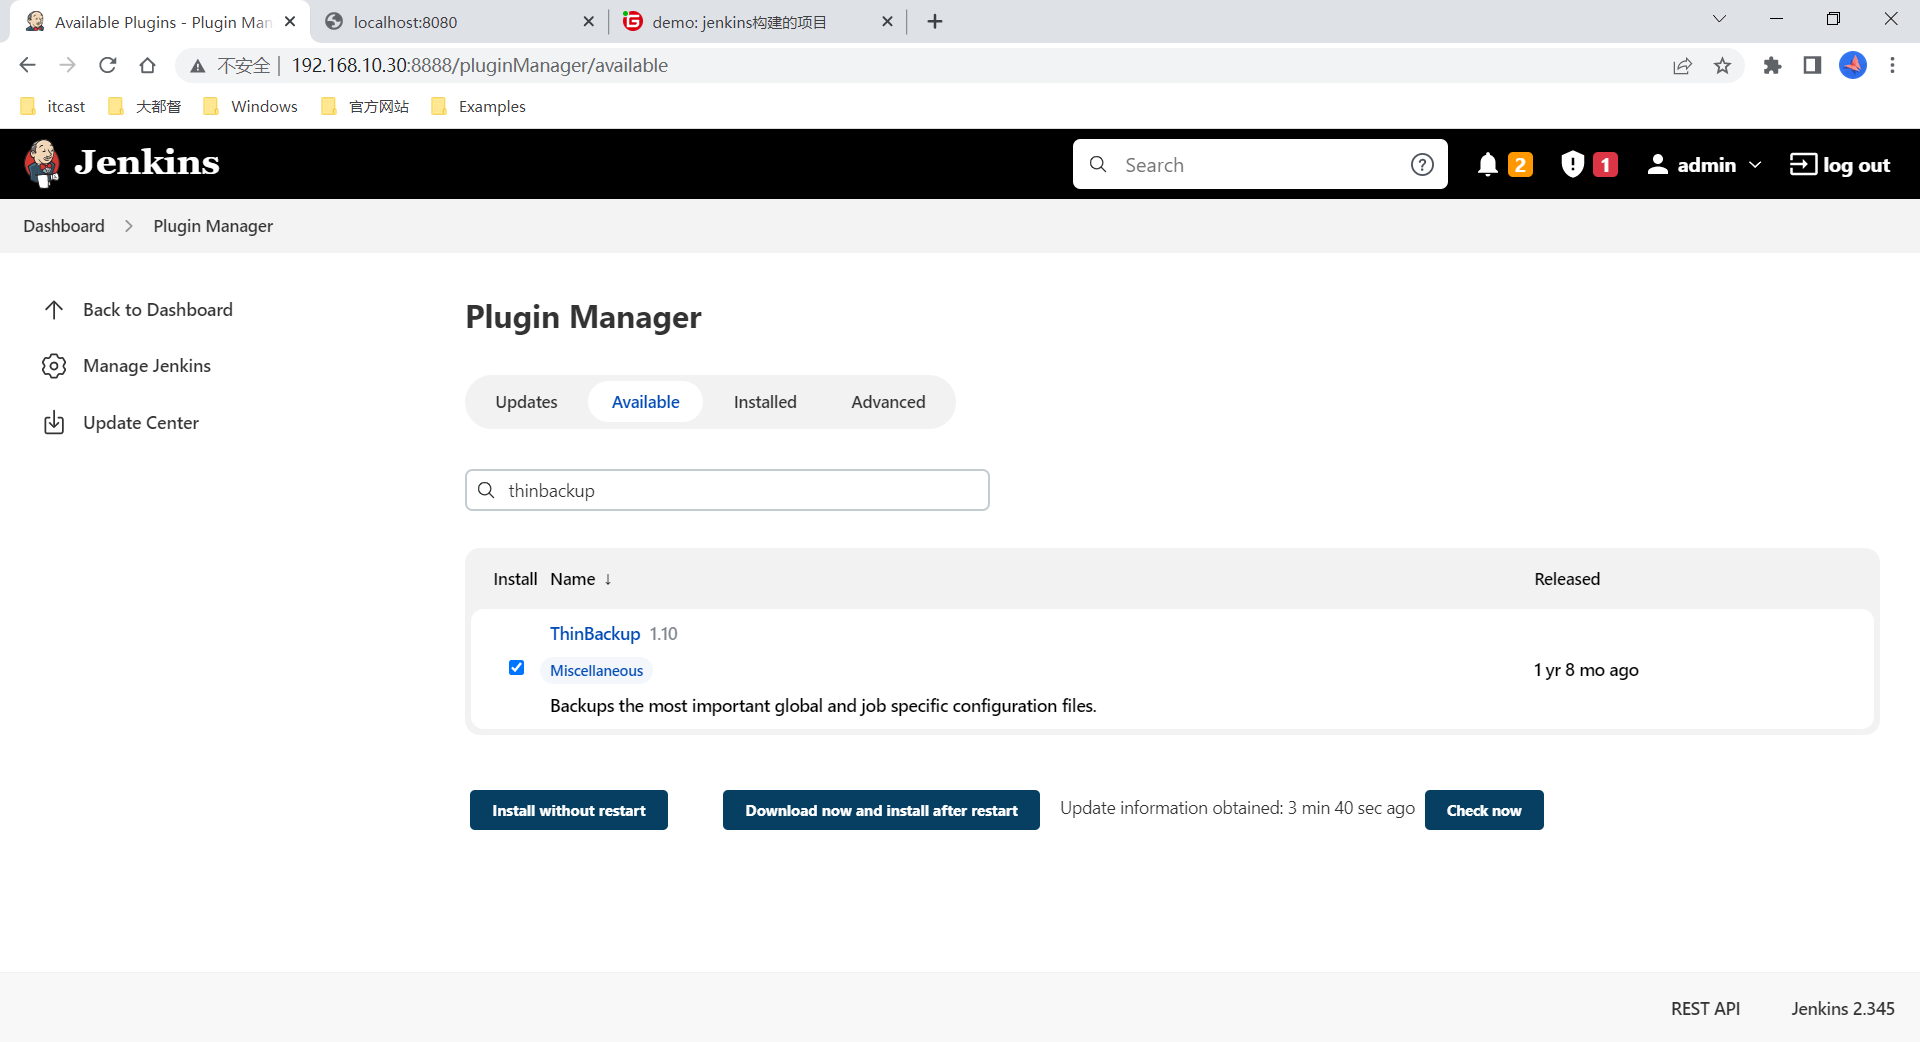 Available Plugins - Plugin Man
localhost:8080
demo: jenkins构建的项目
不安全 | 192.168.10.30:8888/pluginManager/available
itcast
大都督
Windows
官方网站
Examples
Jenkins
Search
2
1
admin
log out
Dashboard
Plugin Manager
Back to Dashboard
Manage Jenkins
Update Center
Plugin Manager
Updates
Available
Installed
Advanced
thinbackup
Install Name ↓ Released
ThinBackup 1.10
Miscellaneous
1 yr 8 mo ago
Backups the most important global and job specific configuration files.
Install without restart
Download now and install after restart
Update information obtained: 3 min 40 sec ago
Check now
REST API
Jenkins 2.345